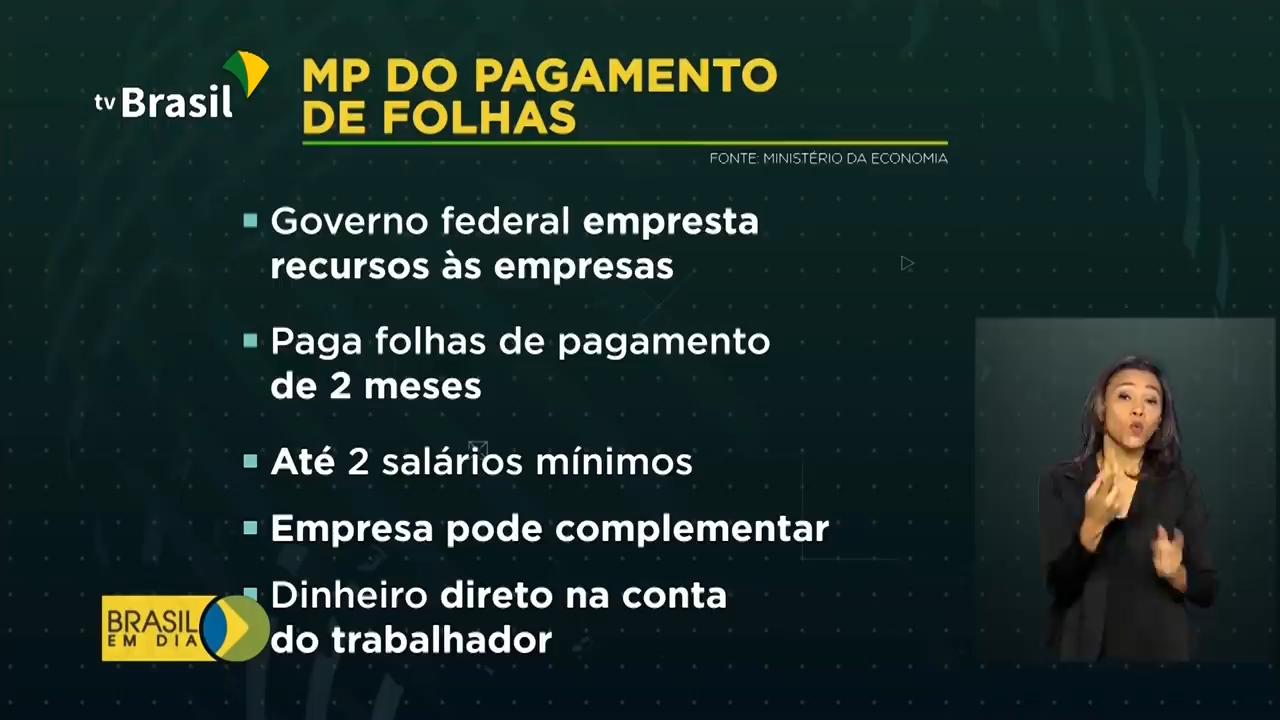 tv Brasil
MP DO PAGAMENTO
DE FOLHAS
FONTE: MINISTÉRIO DA ECONOMIA
Governo federal empresta
recursos às empresas
Paga folhas de pagamento
de 2 meses
Até 2 salários mínimos
Empresa pode complementar
Dinheiro direto na conta
do trabalhador
BRASIL
EM DIA